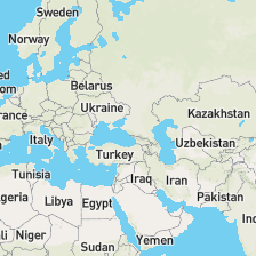 Sweden
Norway
ed
om
Belarus
Ukraine
rance
Kazakhstan
Italy
Turkey
Uzbekistan
Tunisia
Iraq
Iran
Pakistan
geria
Libya
Egypt
Ind
li
Niger
Sudan
Yemen